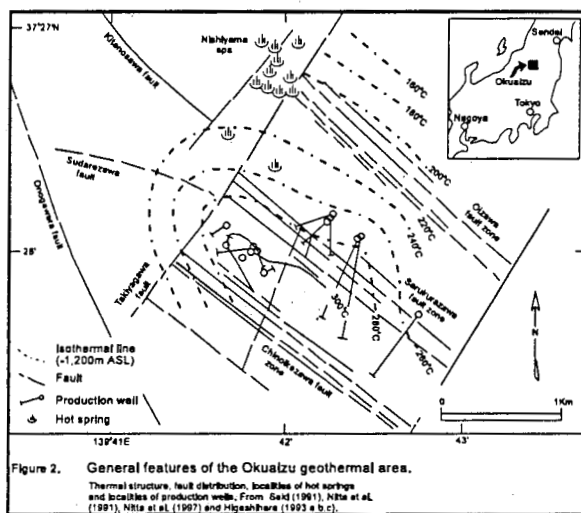 37°27'
Kitanosawa fault
Nishiyama
spa
Sendai
Okuaizu
Tokyo
Nagoya
160°C
180°C
200°C
220°C
240°C
Oizawa
fault zone
Sudarezawa
fault
Onogawara fault
26'
Takiyagawa
fault
300°C
280°C
260°C
Sarukurazawa
fault zone
Chinoikezawa fault
zone
Isothermal line
(-1,200m ASL)
Fault
Production well
Hot spring
N
0 1Km
139°41' 42' 43'
Figure 2. General features of the Okuaizu geothermal area.
Thermal structure, fault distribution, localities of hot springs
and localities of production wells, From Seki (1991), Nitta et al,
(1991), Nitta et al, (1997) and Higashihara (1993 a b,c).